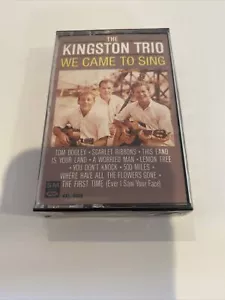 THE
KINGSTON TRIO
WE CAME TO SING
TOM DOOLEY • SCARLET RIBBONS • THIS LAND
IS YOUR LAND • A WORRIED MAN • LEMON TREE
• YOU DON'T KNOCK • 500 MILES •
WHERE HAVE ALL THE FLOWERS GONE •
THE FIRST TIME (Ever I Saw Your Face)